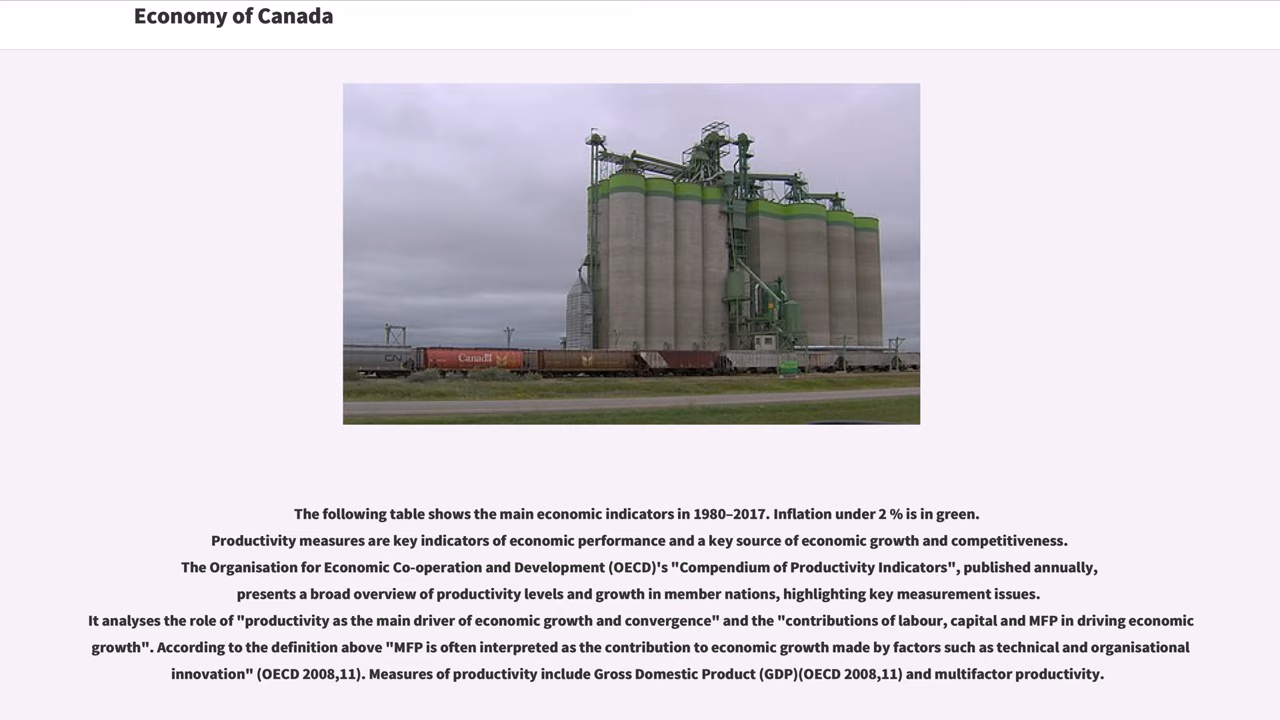 Economy of Canada
CN
Canada
The following table shows the main economic indicators in 1980–2017. Inflation under 2 % is in green.
Productivity measures are key indicators of economic performance and a key source of economic growth and competitiveness.
The Organisation for Economic Co-operation and Development (OECD)'s "Compendium of Productivity Indicators", published annually,
presents a broad overview of productivity levels and growth in member nations, highlighting key measurement issues.
It analyses the role of "productivity as the main driver of economic growth and convergence" and the "contributions of labour, capital and MFP in driving economic
growth". According to the definition above "MFP is often interpreted as the contribution to economic growth made by factors such as technical and organisational
innovation" (OECD 2008,11). Measures of productivity include Gross Domestic Product (GDP)(OECD 2008,11) and multifactor productivity.